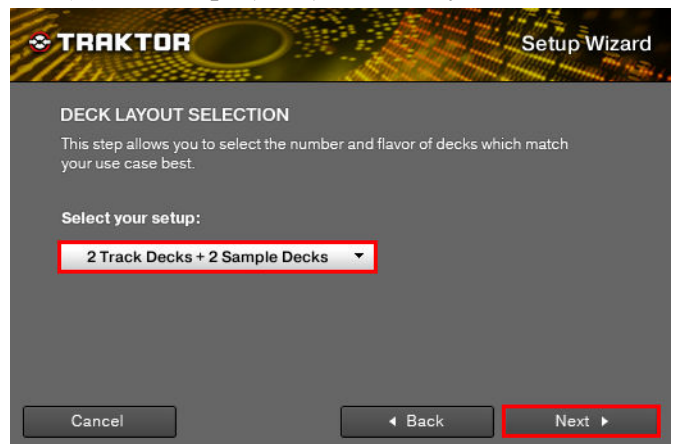 TRAKTOR
Setup Wizard
DECK LAYOUT SELECTION
This step allows you to select the number and flavor of decks which match
your use case best.
Select your setup:
2 Track Decks + 2 Sample Decks
Cancel
Back
Next